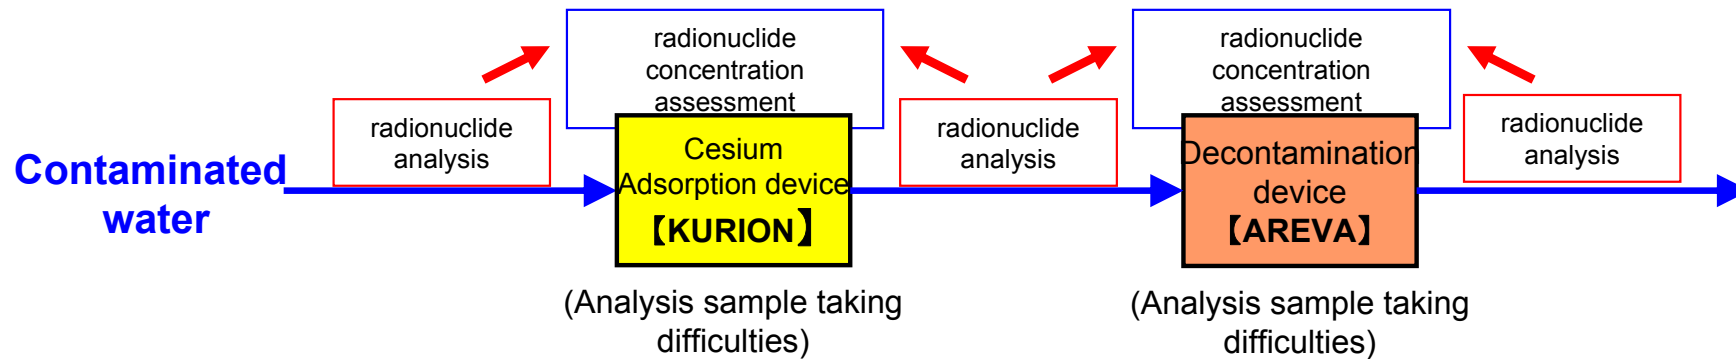 Contaminated
water
radionuclide
analysis
radionuclide
concentration
assessment
Cesium
Adsorption device
【KURION】
(Analysis sample taking
difficulties)
radionuclide
analysis
radionuclide
concentration
assessment
Decontamination
device
【AREVA】
(Analysis sample taking
difficulties)
radionuclide
analysis